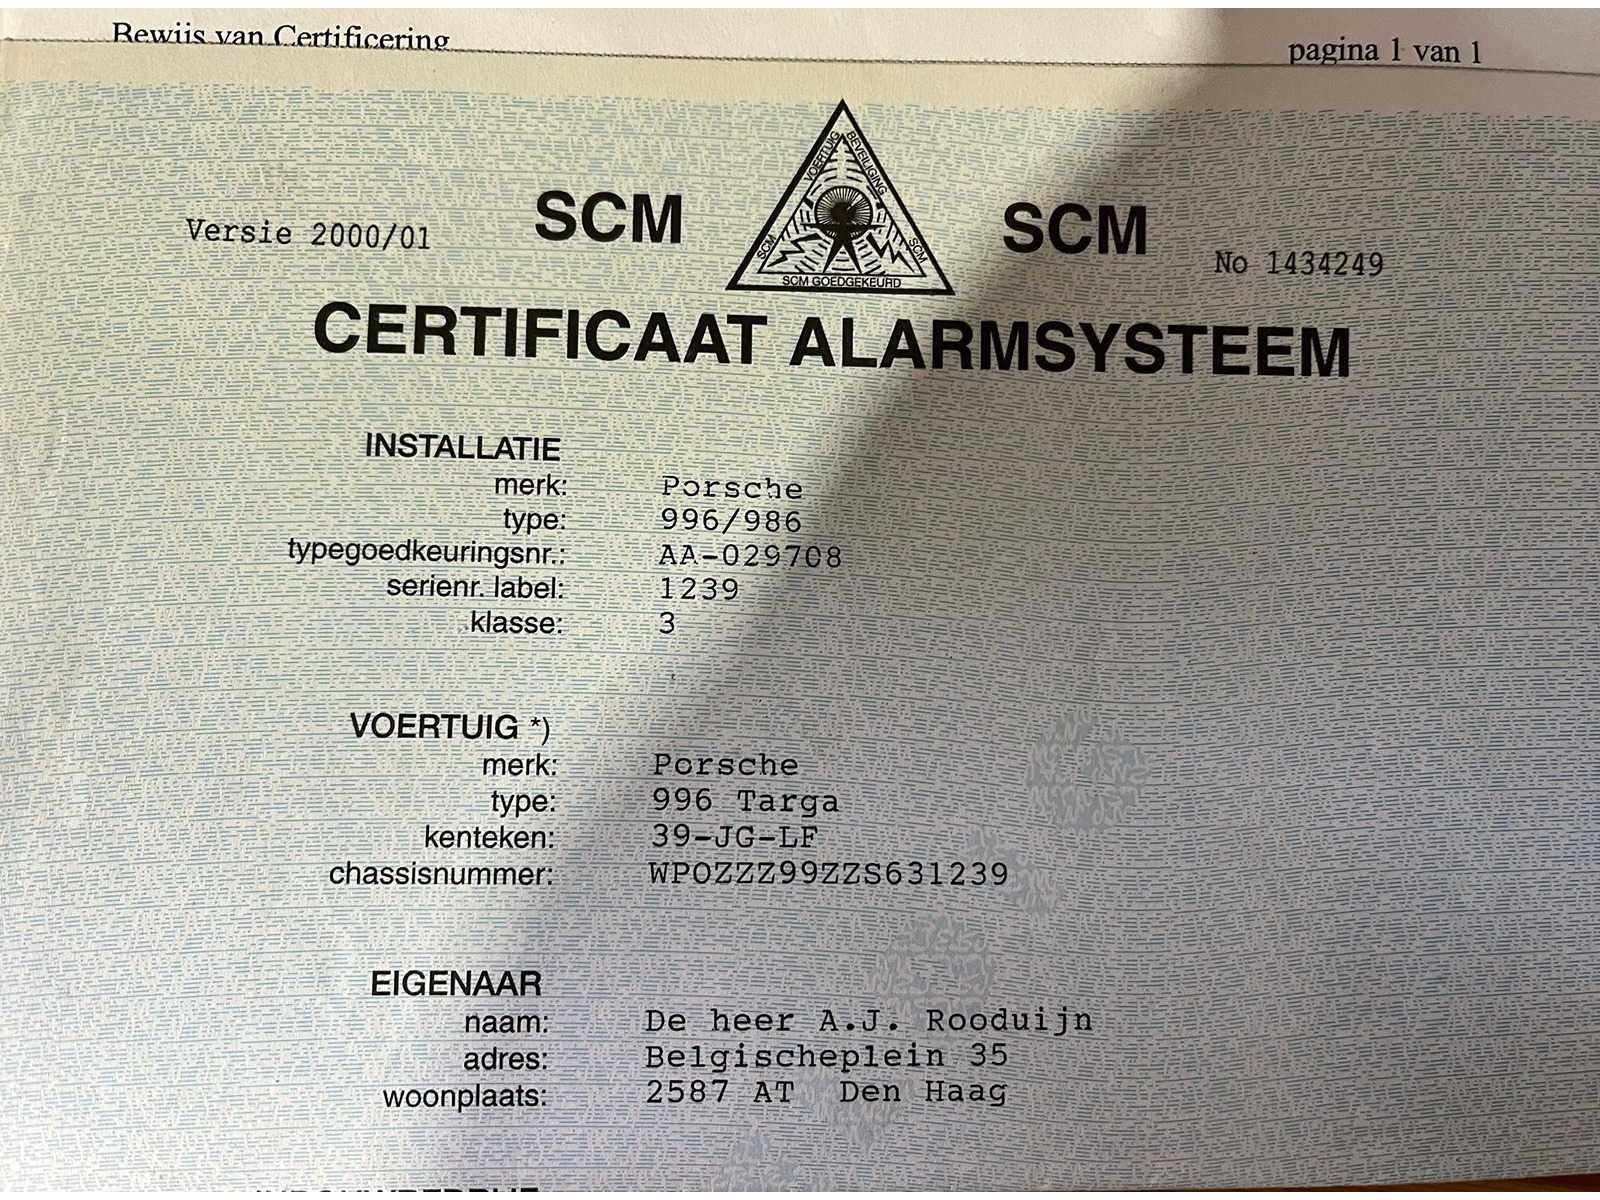 Bewijs van Certificering
pagina 1 van 1
VOERTUIG BEVEILIGING
SCM
SCM
SCM GOEDGEKEURD
Versie 2000/01
SCM
SCM
No 1434249
CERTIFICAAT ALARMSYSTEEM
INSTALLATIE
merk: Porsche
type: 996/986
typegoedkeuringsnr.: AA-029708
serienr. label: 1239
klasse: 3
VOERTUIG *)
merk: Porsche
type: 996 Targa
kenteken: 39-JG-LF
chassisnummer: WPOZZZ99ZZS631239
EIGENAAR
naam: De heer A.J. Rooduijn
adres: Belgischeplein 35
woonplaats: 2587 AT Den Haag